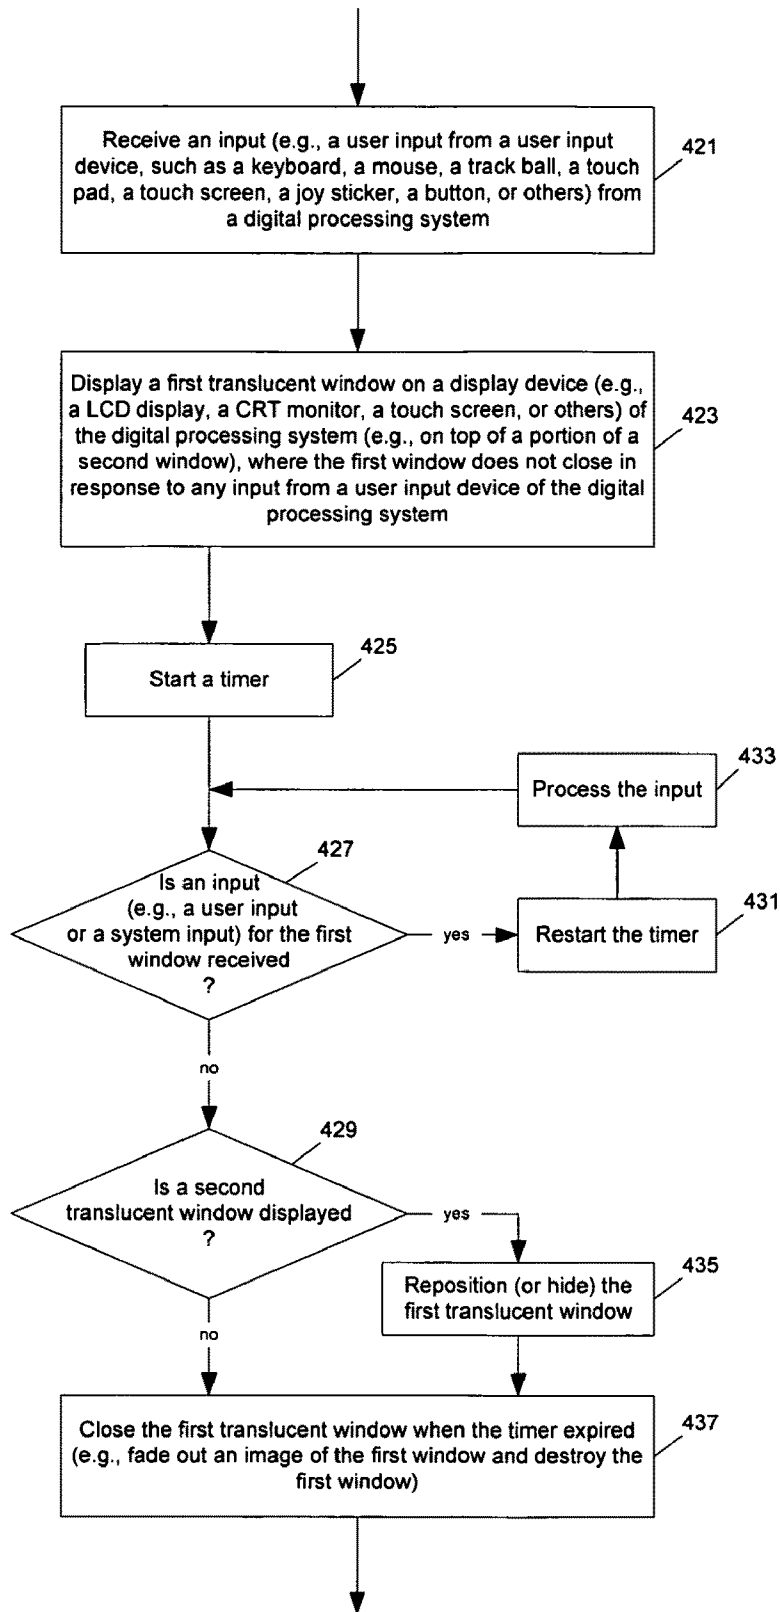 Receive an input (e.g., a user input from a user input
device, such as a keyboard, a mouse, a track ball, a touch
pad, a touch screen, a joy sticker, a button, or others) from
a digital processing system
421
Display a first translucent window on a display device (e.g.,
a LCD display, a CRT monitor, a touch screen, or others) of
the digital processing system (e.g., on top of a portion of a
second window), where the first window does not close in
response to any input from a user input device of the digital
processing system
423
Start a timer
425
Process the input
433
Is an input
(e.g., a user input
or a system input) for the first
window received
?
427
yes
Restart the timer
431
no
Is a second
translucent window displayed
?
429
yes
Reposition (or hide) the
first translucent window
435
no
Close the first translucent window when the timer expired
(e.g., fade out an image of the first window and destroy the
first window)
437